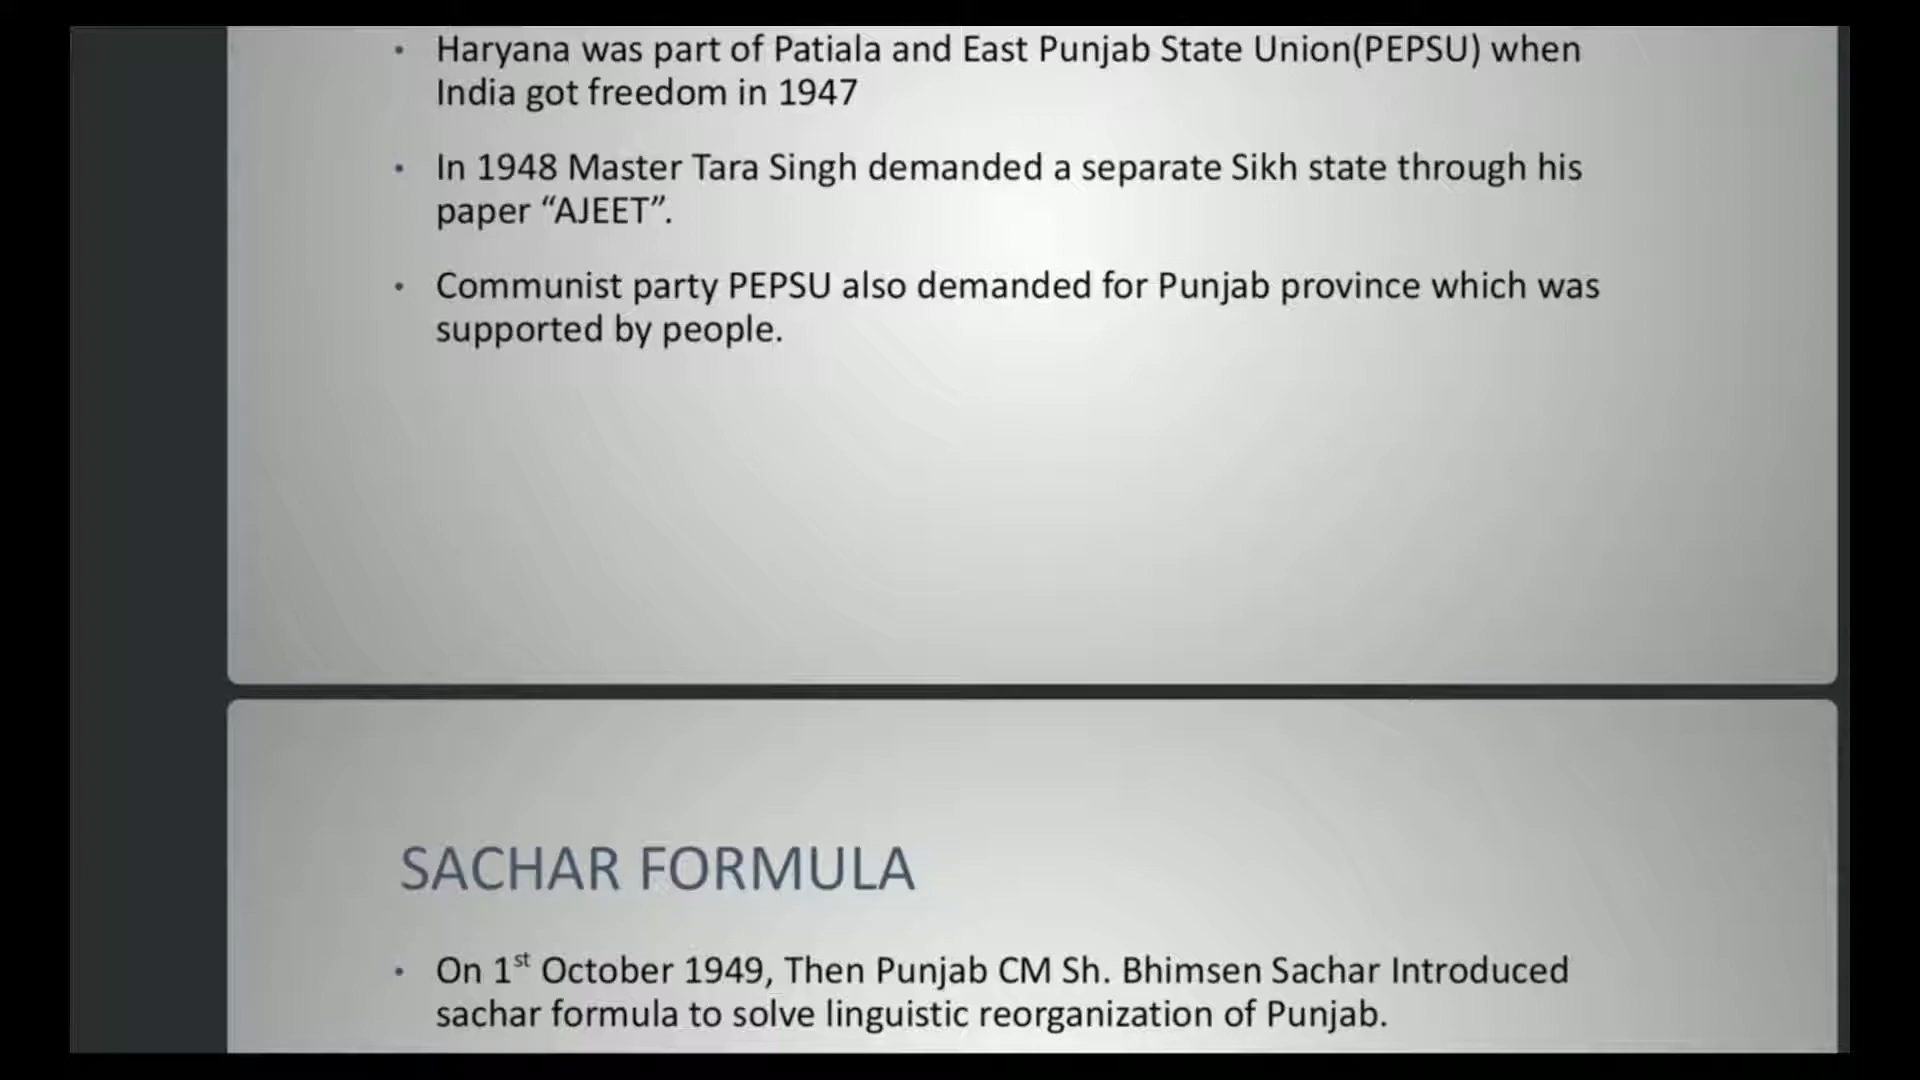 • Haryana was part of Patiala and East Punjab State Union(PEPSU) when
India got freedom in 1947
• In 1948 Master Tara Singh demanded a separate Sikh state through his
paper “AJEET”.
• Communist party PEPSU also demanded for Punjab province which was
supported by people.
SACHAR FORMULA
• On 1st October 1949, Then Punjab CM Sh. Bhimsen Sachar Introduced
sachar formula to solve linguistic reorganization of Punjab.